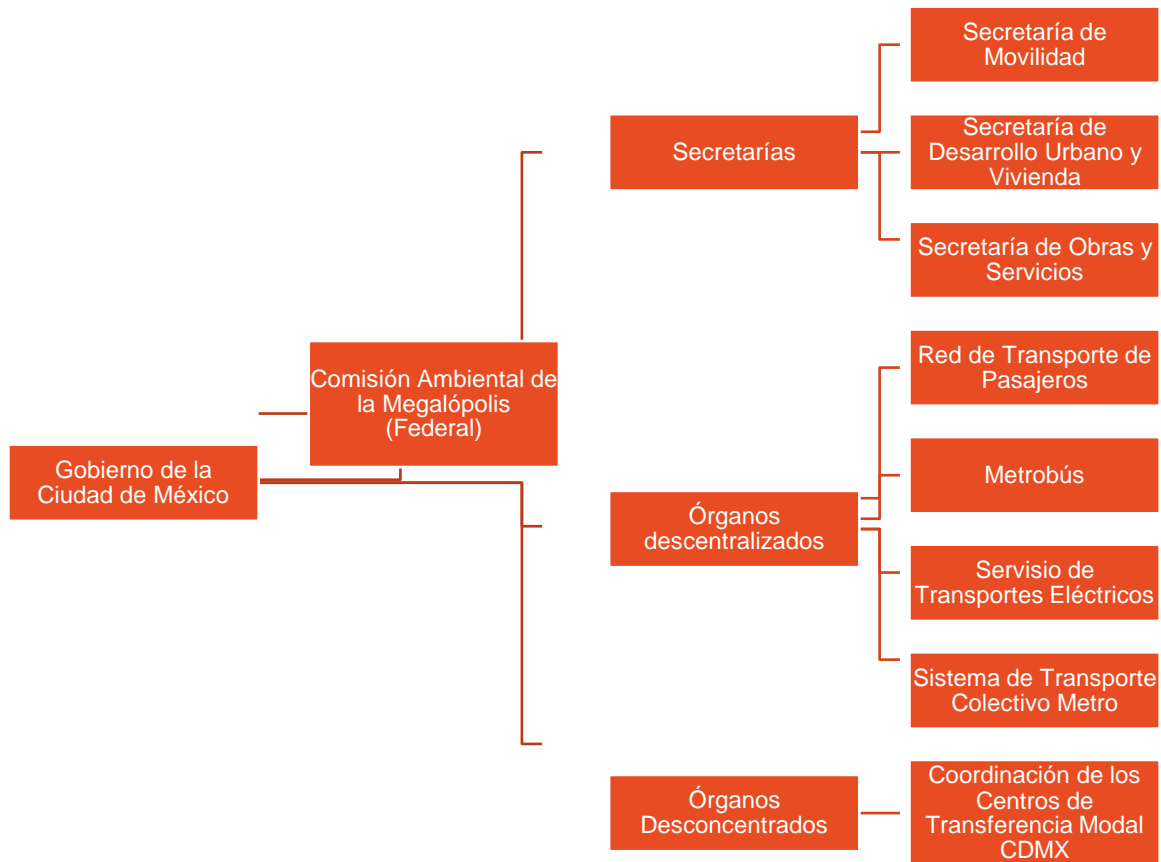 Gobierno de la
Ciudad de México
Comisión Ambiental de
la Megalópolis
(Federal)
Secretarías
Secretaría de
Movilidad
Secretaría de
Desarrollo Urbano y
Vivienda
Secretaría de Obras y
Servicios
Órganos
descentralizados
Red de Transporte de
Pasajeros
Metrobús
Servisio de
Transportes Eléctricos
Sistema de Transporte
Colectivo Metro
Órganos
Desconcentrados
Coordinación de los
Centros de
Transferencia Modal
CDMX